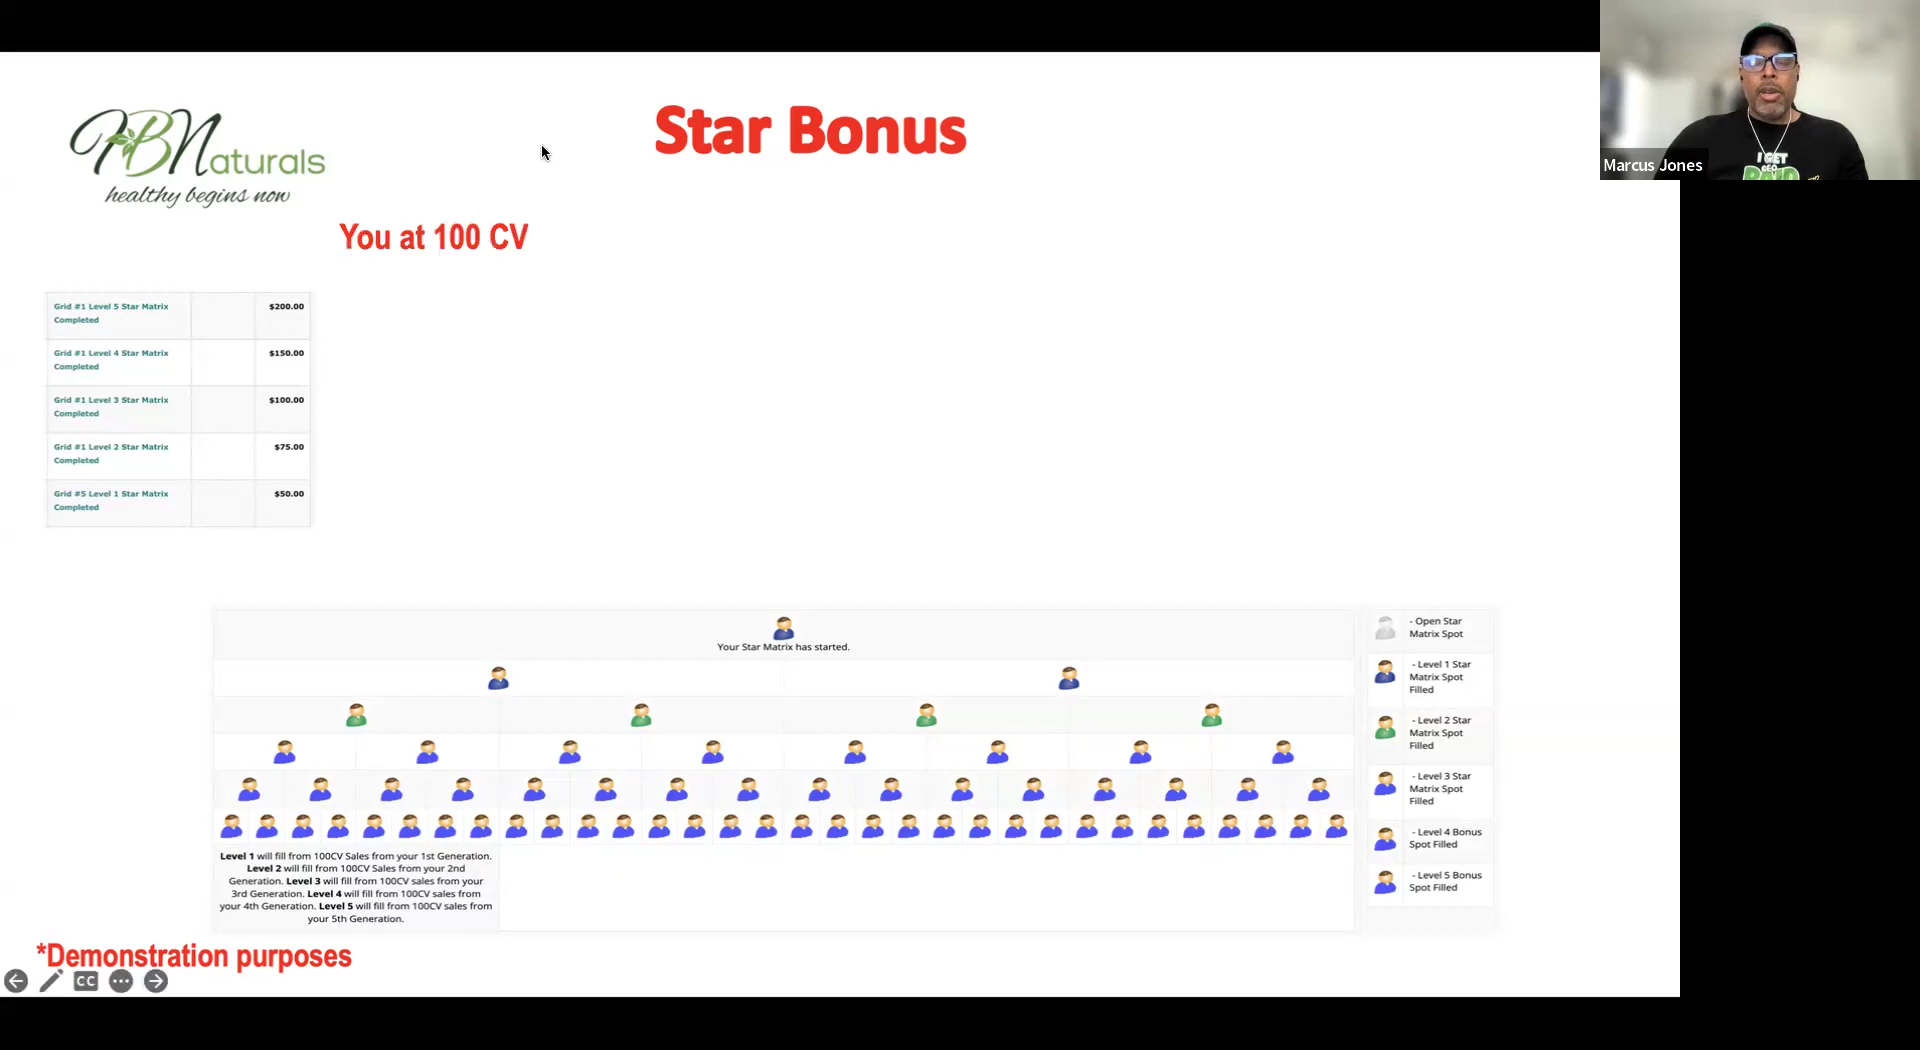 HBNaturals
healthy begins now
Star Bonus
Marcus Jones
I GET
CEO
PAID
You at 100 CV
Grid #1 Level 5 Star Matrix
Completed
$200.00
Grid #1 Level 4 Star Matrix
Completed
$150.00
Grid #1 Level 3 Star Matrix
Completed
$100.00
Grid #1 Level 2 Star Matrix
Completed
$75.00
Grid #5 Level 1 Star Matrix
Completed
$50.00
Your Star Matrix has started.
- Open Star
Matrix Spot
- Level 1 Star
Matrix Spot
Filled
- Level 2 Star
Matrix Spot
Filled
- Level 3 Star
Matrix Spot
Filled
- Level 4 Bonus
Spot Filled
- Level 5 Bonus
Spot Filled
Level 1 will fill from 100CV Sales from your 1st Generation.
Level 2 will fill from 100CV Sales from your 2nd
Generation. Level 3 will fill from 100CV sales from your
3rd Generation. Level 4 will fill from 100CV sales from
your 4th Generation. Level 5 will fill from 100CV sales from
your 5th Generation.
*Demonstration purposes
CC